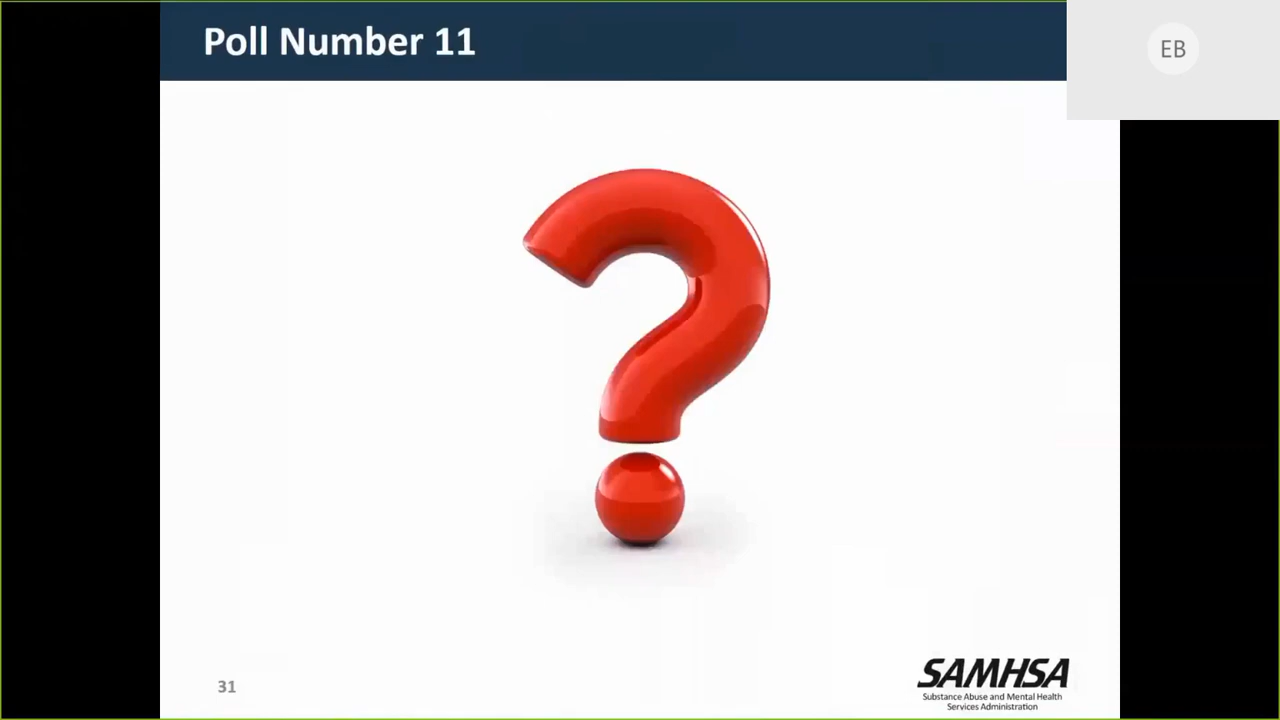 Poll Number 11
EB
?
31
SAMHSA
Substance Abuse and Mental Health
Services Administration